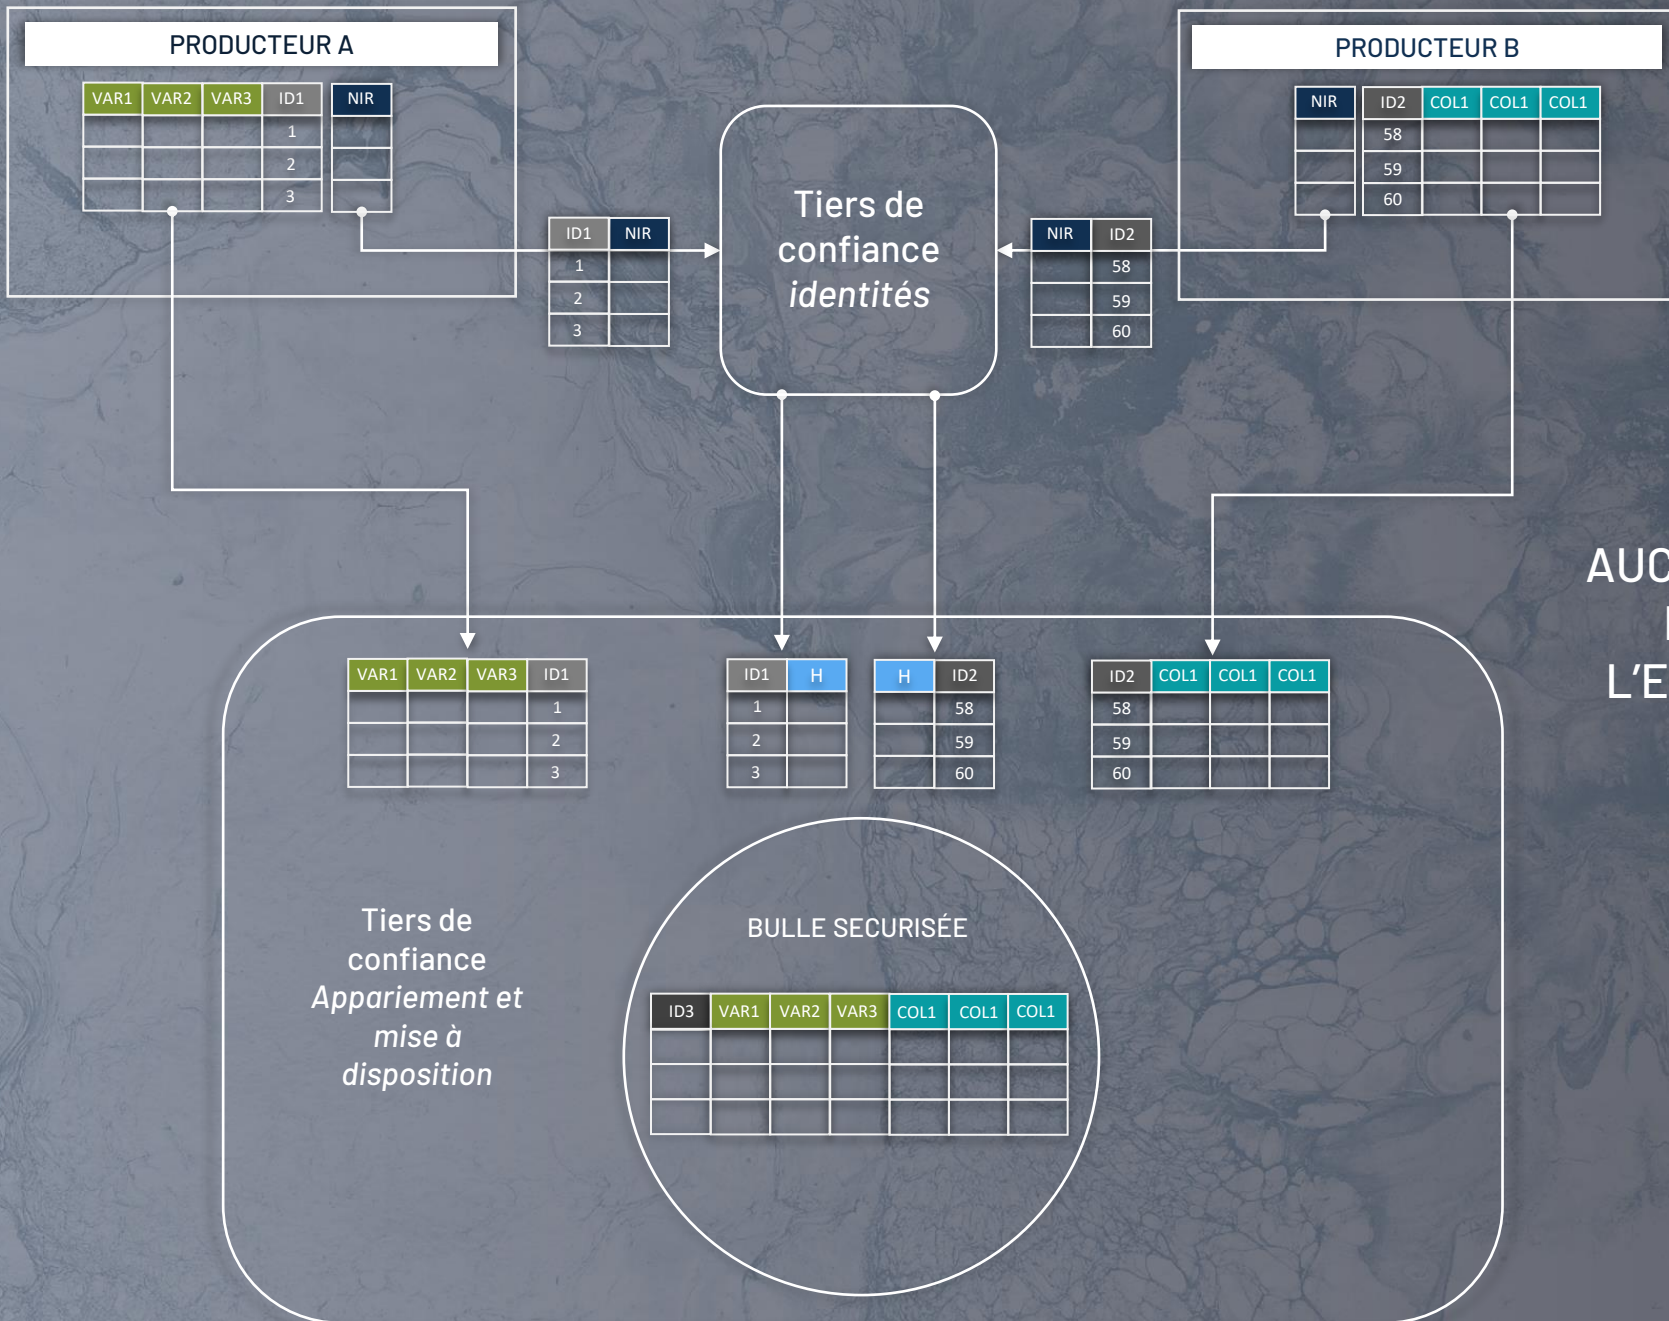 PRODUCTEUR A
VAR1 VAR2 VAR3 ID1 NIR
1
2
3
PRODUCTEUR B
NIR ID2 COL1 COL1 COL1
58
59
60
Tiers de
confiance
identités
ID1 NIR
1
2
3
NIR ID2
58
59
60
L'E
VAR1 VAR2 VAR3 ID1
1
2
3
ID1 H
1
2
3
H ID2
58
59
60
ID2 COL1 COL1 COL1
58
59
60
Tiers de
confiance
Appariement et
mise à
disposition
BULLE SECURISÉE
ID3 VAR1 VAR2 VAR3 COL1 COL1 COL1